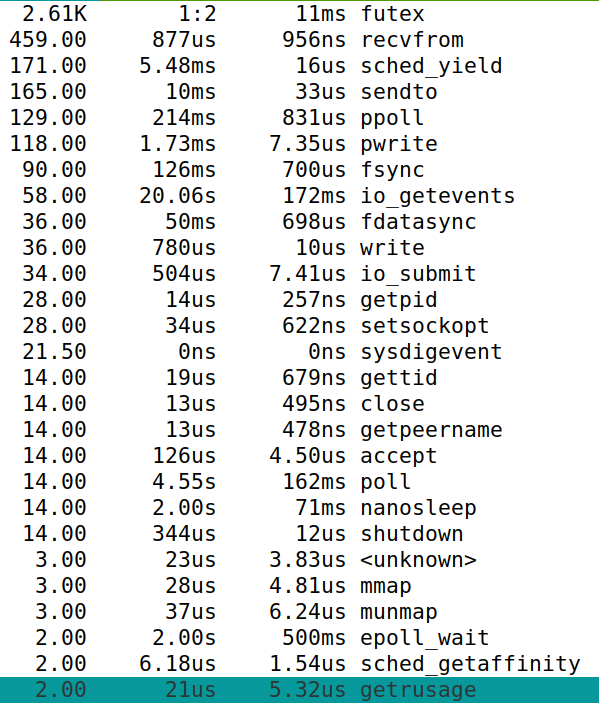 2.61K 1:2 11ms futex
459.00 877us 956ns recvfrom
171.00 5.48ms 16us sched_yield
165.00 10ms 33us sendto
129.00 214ms 831us ppoll
118.00 1.73ms 7.35us pwrite
90.00 126ms 700us fsync
58.00 20.06s 172ms io_getevents
36.00 50ms 698us fdatasync
36.00 780us 10us write
34.00 504us 7.41us io_submit
28.00 14us 257ns getpid
28.00 34us 622ns setsockopt
21.50 0ns 0ns sysdigevent
14.00 19us 679ns gettid
14.00 13us 495ns close
14.00 13us 478ns getpeername
14.00 126us 4.50us accept
14.00 4.55s 162ms poll
14.00 2.00s 71ms nanosleep
14.00 344us 12us shutdown
3.00 23us 3.83us <unknown>
3.00 28us 4.81us mmap
3.00 37us 6.24us munmap
2.00 2.00s 500ms epoll_wait
2.00 6.18us 1.54us sched_getaffinity
2.00 21us 5.32us getrusage